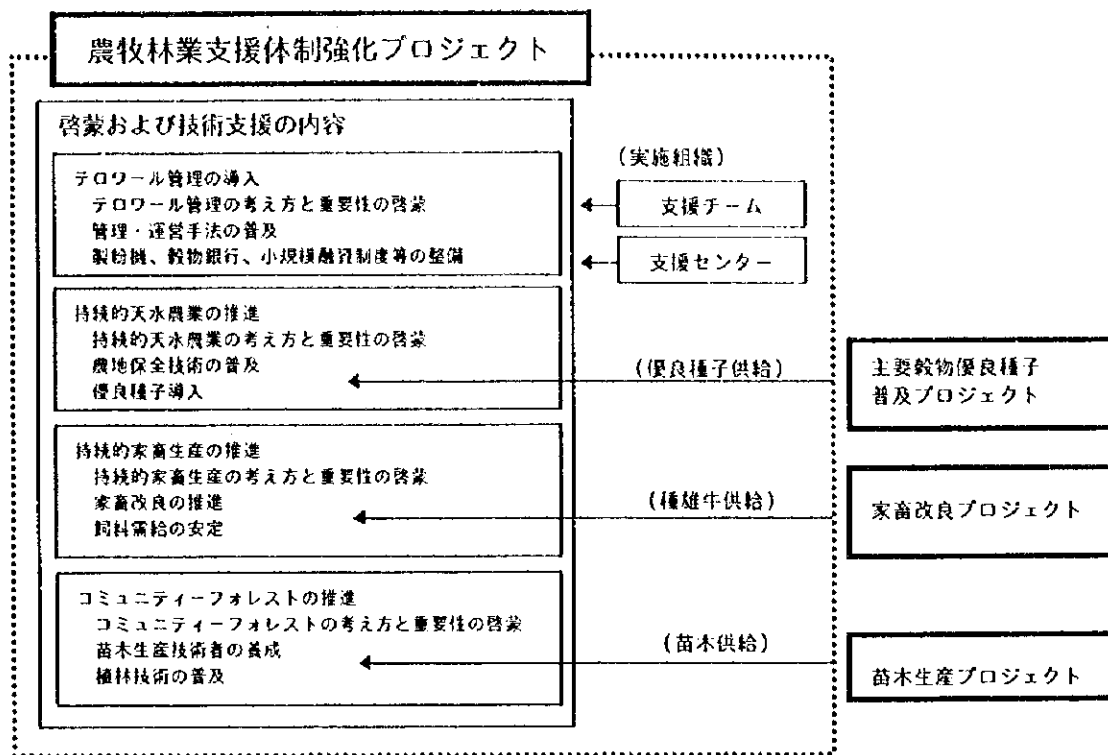 農牧林業支援体制強化プロジェクト
啓蒙および技術支援の内容
テロワール管理の導入
テロワール管理の考え方と重要性の啓蒙
管理・運営手法の普及
製粉機、穀物銀行、小規模融資制度等の整備
(実施組織)
支援チーム
支援センター
持続的天水農業の推進
持続的天水農業の考え方と重要性の啓蒙
農地保全技術の普及
優良種子導入
(優良種子供給)
主要穀物優良種子
普及プロジェクト
持続的家畜生産の推進
持続的家畜生産の考え方と重要性の啓蒙
家畜改良の推進
飼料需給の安定
(種雄牛供給)
家畜改良プロジェクト
コミュニティーフォレストの推進
コミュニティーフォレストの考え方と重要性の啓蒙
苗木生産技術者の養成
植林技術の普及
(苗木供給)
苗木生産プロジェクト